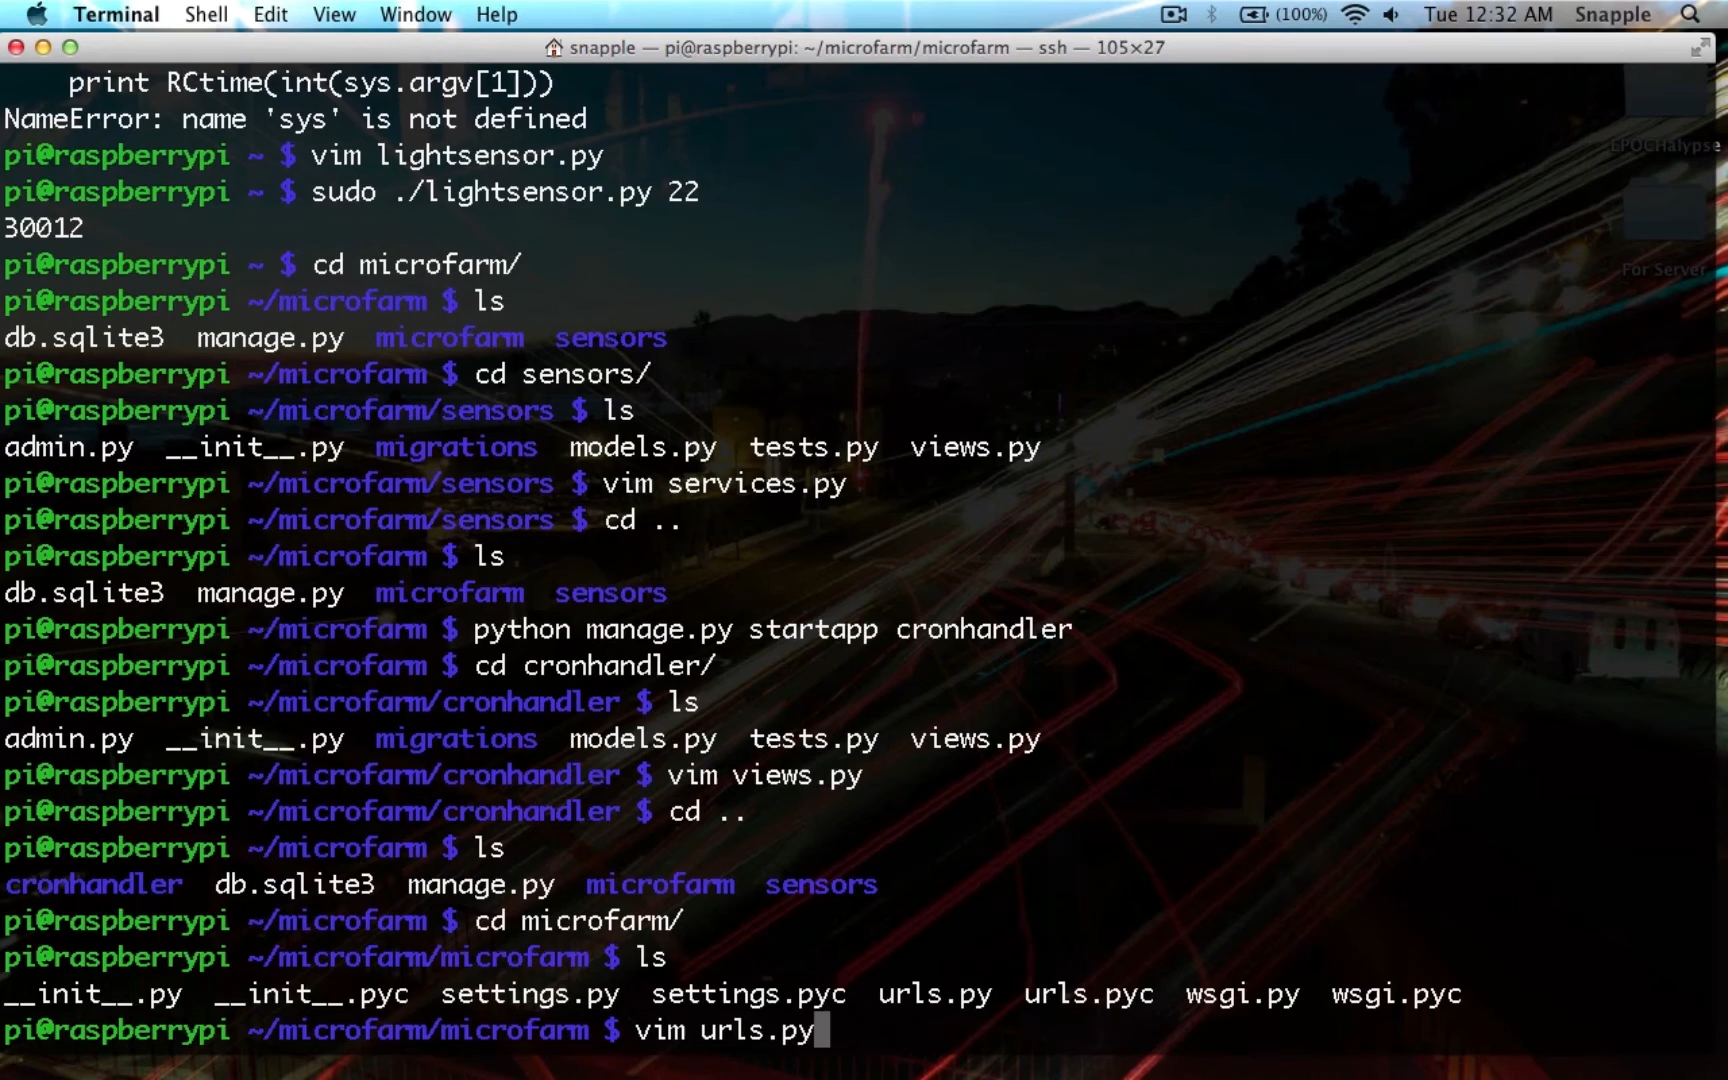 Terminal Shell Edit View Window Help (100%) Tue 12:32 AM Snapple
snapple — pi@raspberrypi: ~/microfarm/microfarm — ssh — 105×27
print RCtime(int(sys.argv[1]))
NameError: name 'sys' is not defined
pi@raspberrypi ~ $ vim lightsensor.py
pi@raspberrypi ~ $ sudo ./lightsensor.py 22
30012
pi@raspberrypi ~ $ cd microfarm/
pi@raspberrypi ~/microfarm $ ls
db.sqlite3 manage.py microfarm sensors
pi@raspberrypi ~/microfarm $ cd sensors/
pi@raspberrypi ~/microfarm/sensors $ ls
admin.py __init__.py migrations models.py tests.py views.py
pi@raspberrypi ~/microfarm/sensors $ vim services.py
pi@raspberrypi ~/microfarm/sensors $ cd ..
pi@raspberrypi ~/microfarm $ ls
db.sqlite3 manage.py microfarm sensors
pi@raspberrypi ~/microfarm $ python manage.py startapp cronhandler
pi@raspberrypi ~/microfarm $ cd cronhandler/
pi@raspberrypi ~/microfarm/cronhandler $ ls
admin.py __init__.py migrations models.py tests.py views.py
pi@raspberrypi ~/microfarm/cronhandler $ vim views.py
pi@raspberrypi ~/microfarm/cronhandler $ cd ..
pi@raspberrypi ~/microfarm $ ls
cronhandler db.sqlite3 manage.py microfarm sensors
pi@raspberrypi ~/microfarm $ cd microfarm/
pi@raspberrypi ~/microfarm/microfarm $ ls
__init__.py __init__.pyc settings.py settings.pyc urls.py urls.pyc wsgi.py wsgi.pyc
pi@raspberrypi ~/microfarm/microfarm $ vim urls.py
EPOCHalypse
For Server